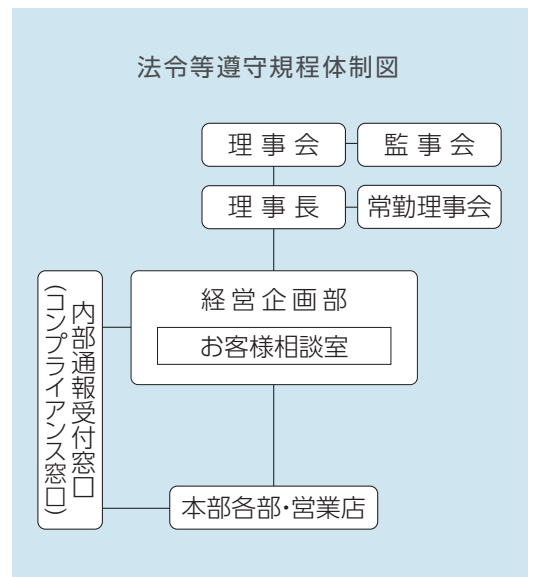 法令等遵守規程体制図
理事会
監事会
理事長
常勤理事会
経営企画部
お客様相談室
内部通報受付窓口
(コンプライアンス窓口)
本部各部・営業店